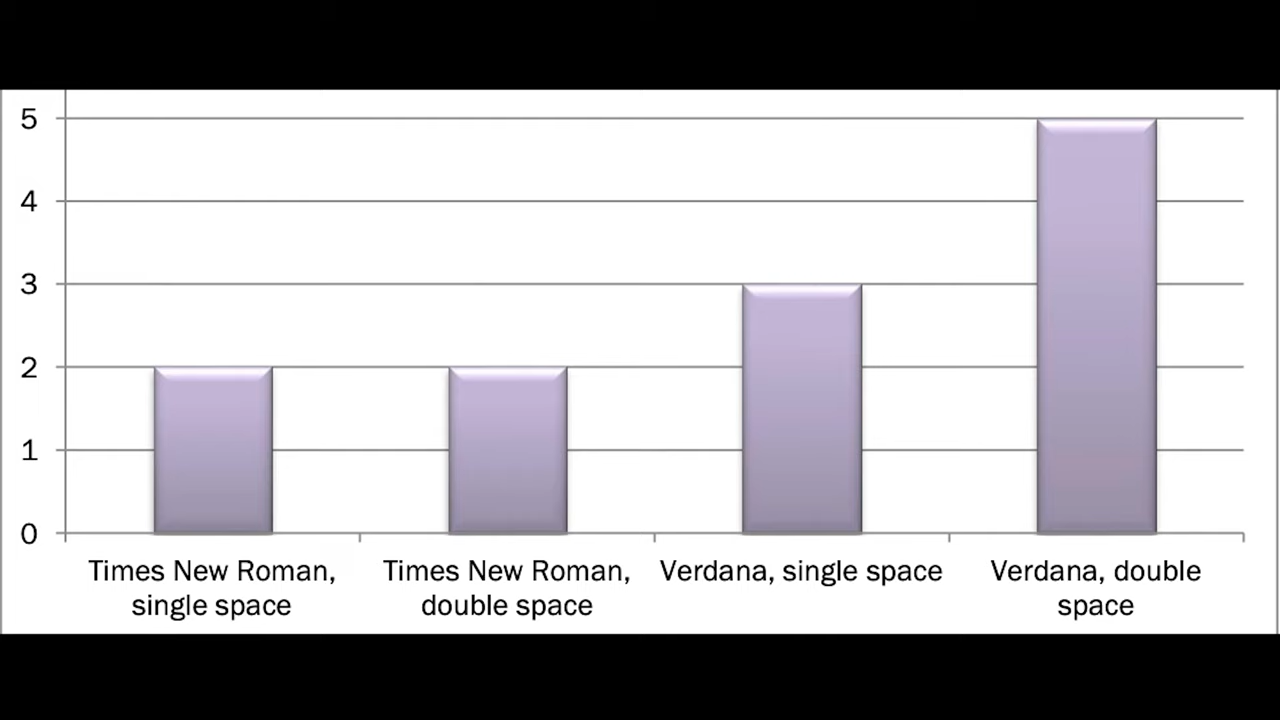 5
4
3
2
1
0
Times New Roman,
single space
Times New Roman,
double space
Verdana, single space
Verdana, double
space